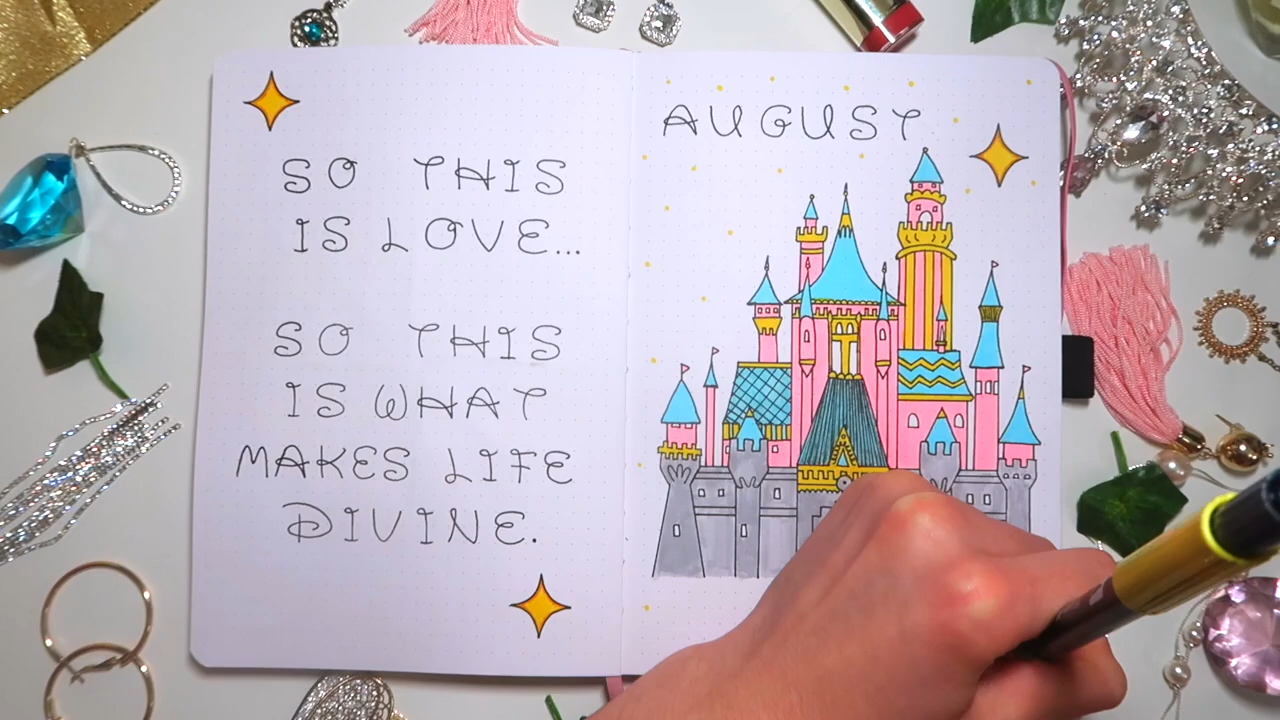 SO THIS
IS LOVE...
SO THIS
IS WHAT
MAKES LIFE
DIVINE.
AUGUST